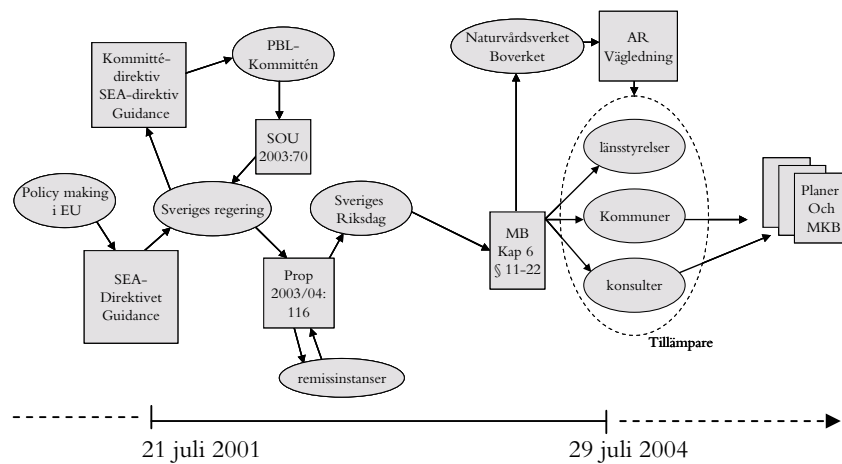 Kommitté-
direktiv
SEA-direktiv
Guidance
PBL-
Kommittén
SOU
2003:70
Policy making
i EU
Sveriges regering
SEA-
Direktivet
Guidance
Prop
2003/04:
116
remissinstanser
Sveriges
Riksdag
Naturvårdsverket
Boverket
AR
Vägledning
MB
Kap 6
§ 11-22
länsstyrelser
Kommuner
konsulter
Tillämpare
Planer
Och
MKB
21 juli 2001
29 juli 2004